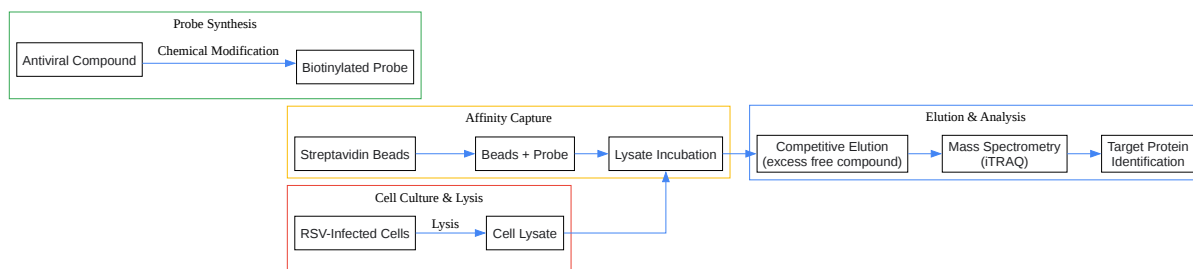 Probe Synthesis
Antiviral Compound
Chemical Modification
Biotinylated Probe
Affinity Capture
Streptavidin Beads
Beads + Probe
Lysate Incubation
Elution & Analysis
Competitive Elution
(excess free compound)
Mass Spectrometry
(iTRAQ)
Target Protein
Identification
Cell Culture & Lysis
RSV-Infected Cells
Lysis
Cell Lysate